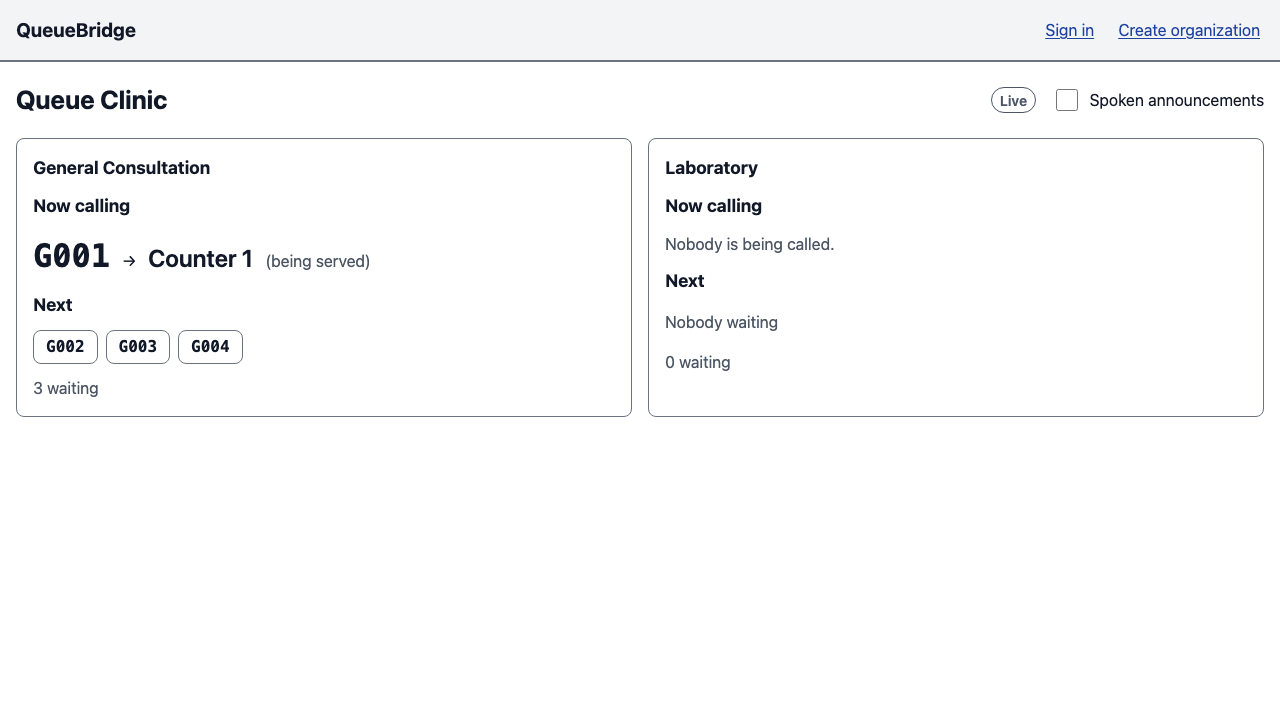 QueueBridge
Sign in
Create organization
Queue Clinic
Live
Spoken announcements
General Consultation
Now calling
G001 → Counter 1 (being served)
Next
G002 G003 G004
3 waiting
Laboratory
Now calling
Nobody is being called.
Next
Nobody waiting
0 waiting